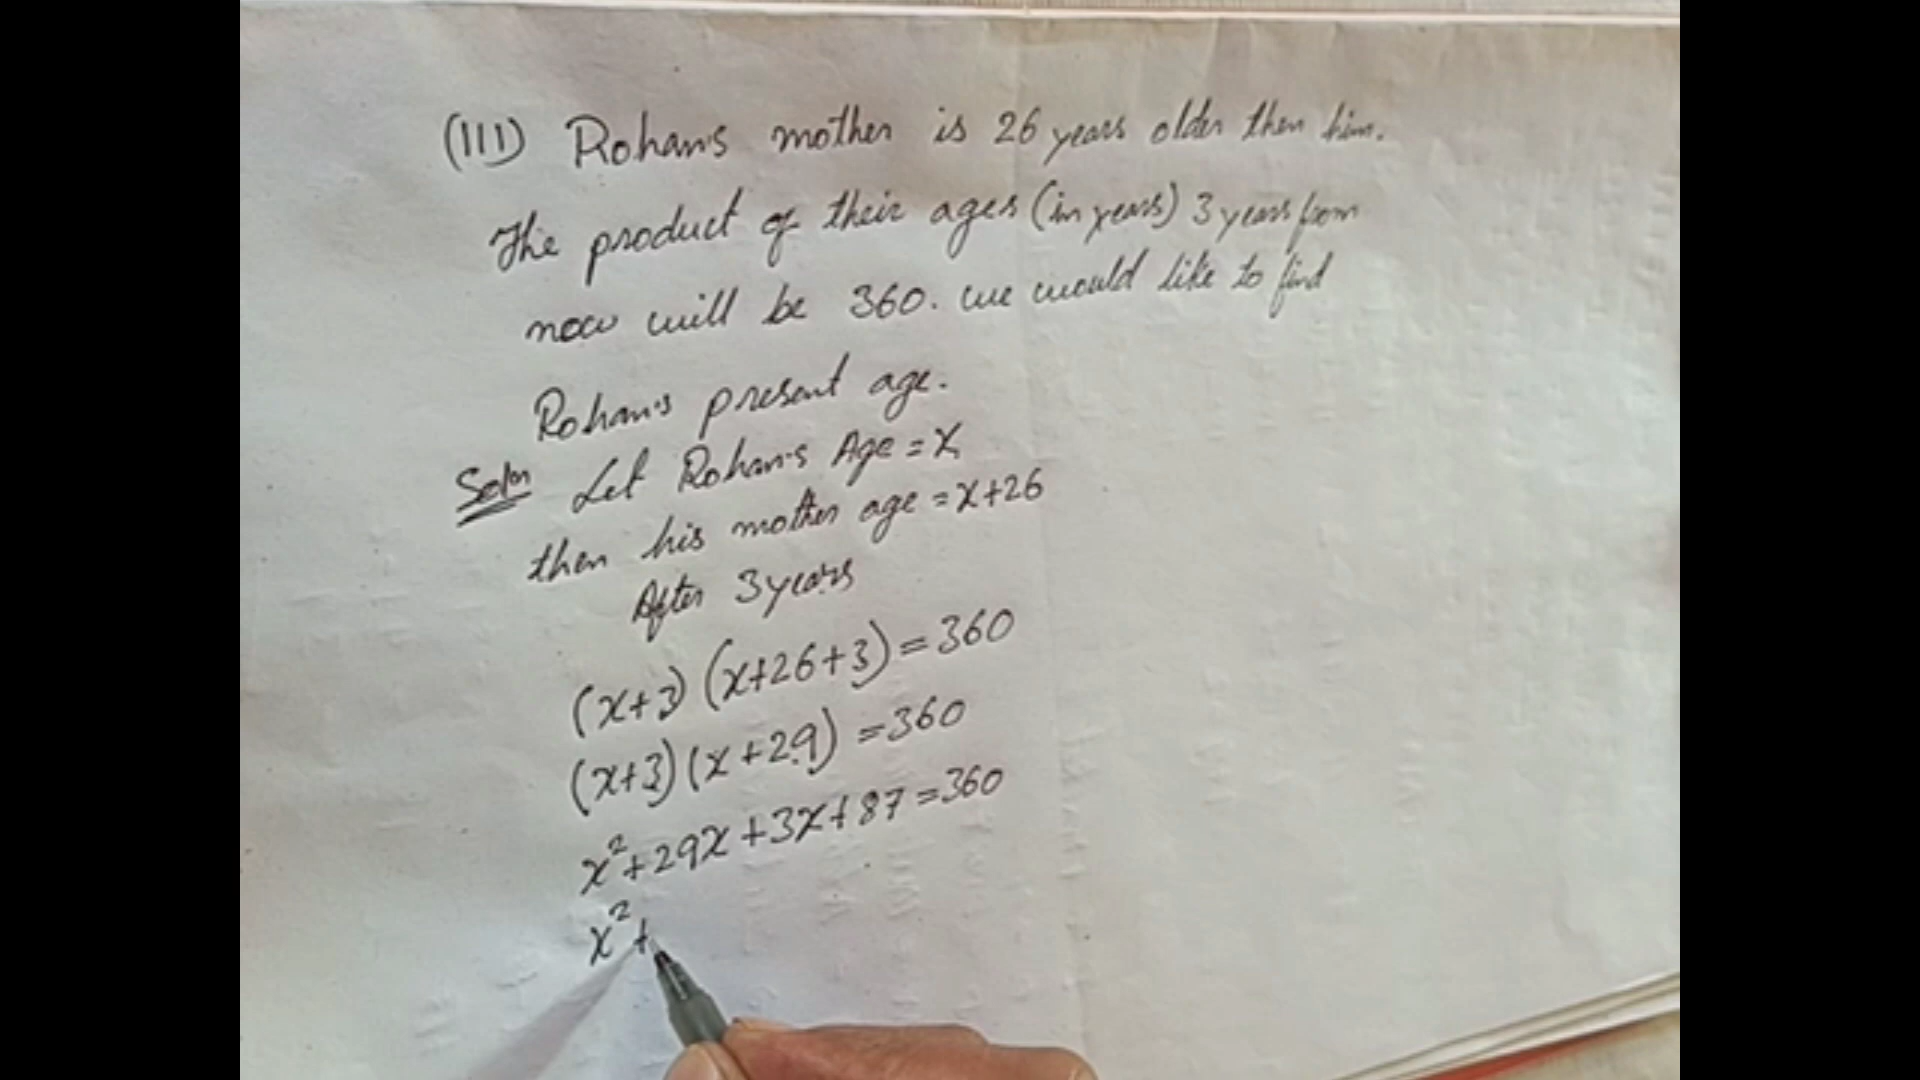 (III) Rohan's mother is 26 years older then him.
The product of their ages (in years) 3 years from
now will be 360. we would like to find
Rohan's present age.
Soln Let Rohan's Age = x
then his mother age = x+26
After 3 years
(x+3) (x+26+3) = 360
(x+3) (x+29) = 360
x²+29x+3x+87=360
x²+